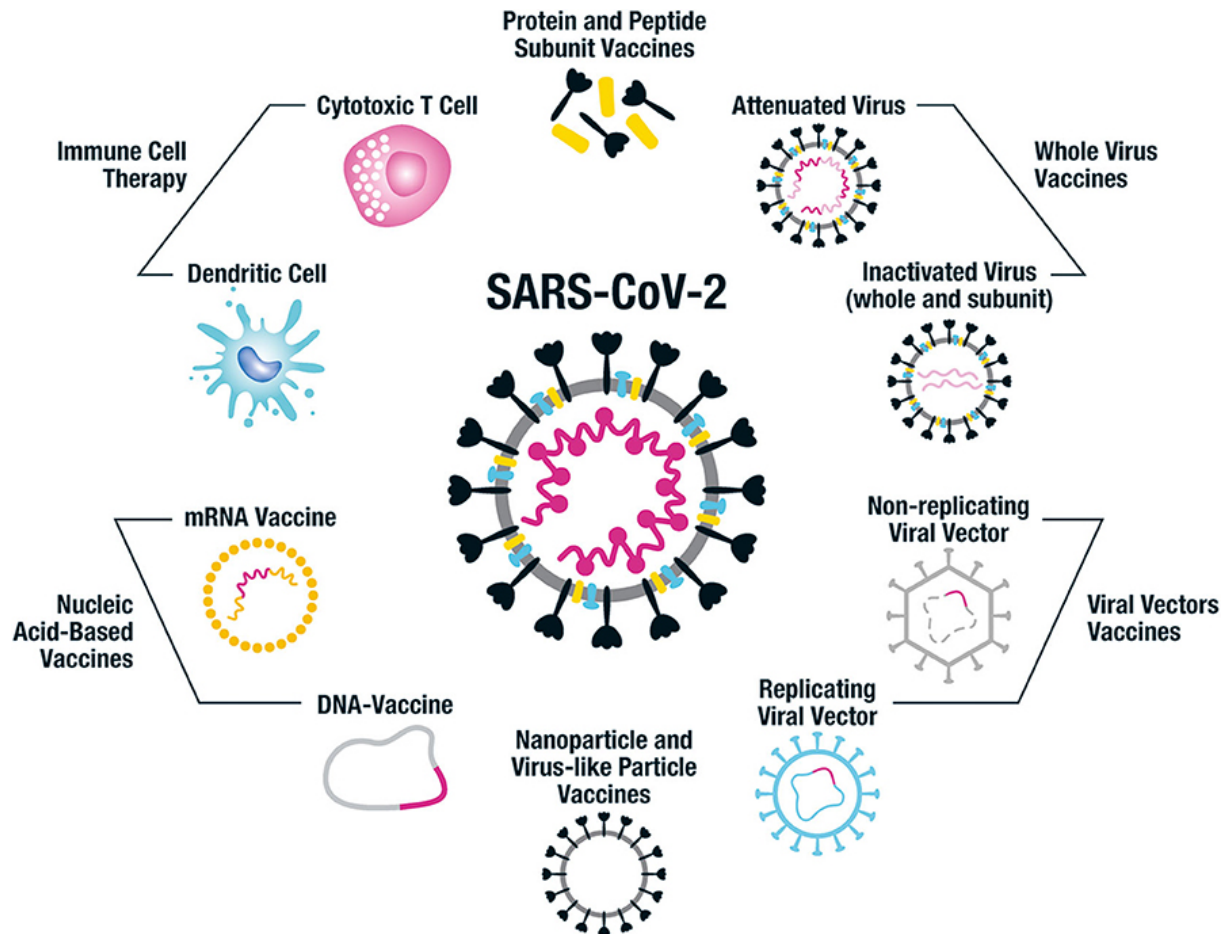 Protein and Peptide
Subunit Vaccines
Cytotoxic T Cell
Attenuated Virus
Immune Cell
Therapy
Whole Virus
Vaccines
Dendritic Cell
Inactivated Virus
(whole and subunit)
SARS-CoV-2
mRNA Vaccine
Non-replicating
Viral Vector
Nucleic
Acid-Based
Vaccines
Viral Vectors
Vaccines
DNA-Vaccine
Replicating
Viral Vector
Nanoparticle and
Virus-like Particle
Vaccines